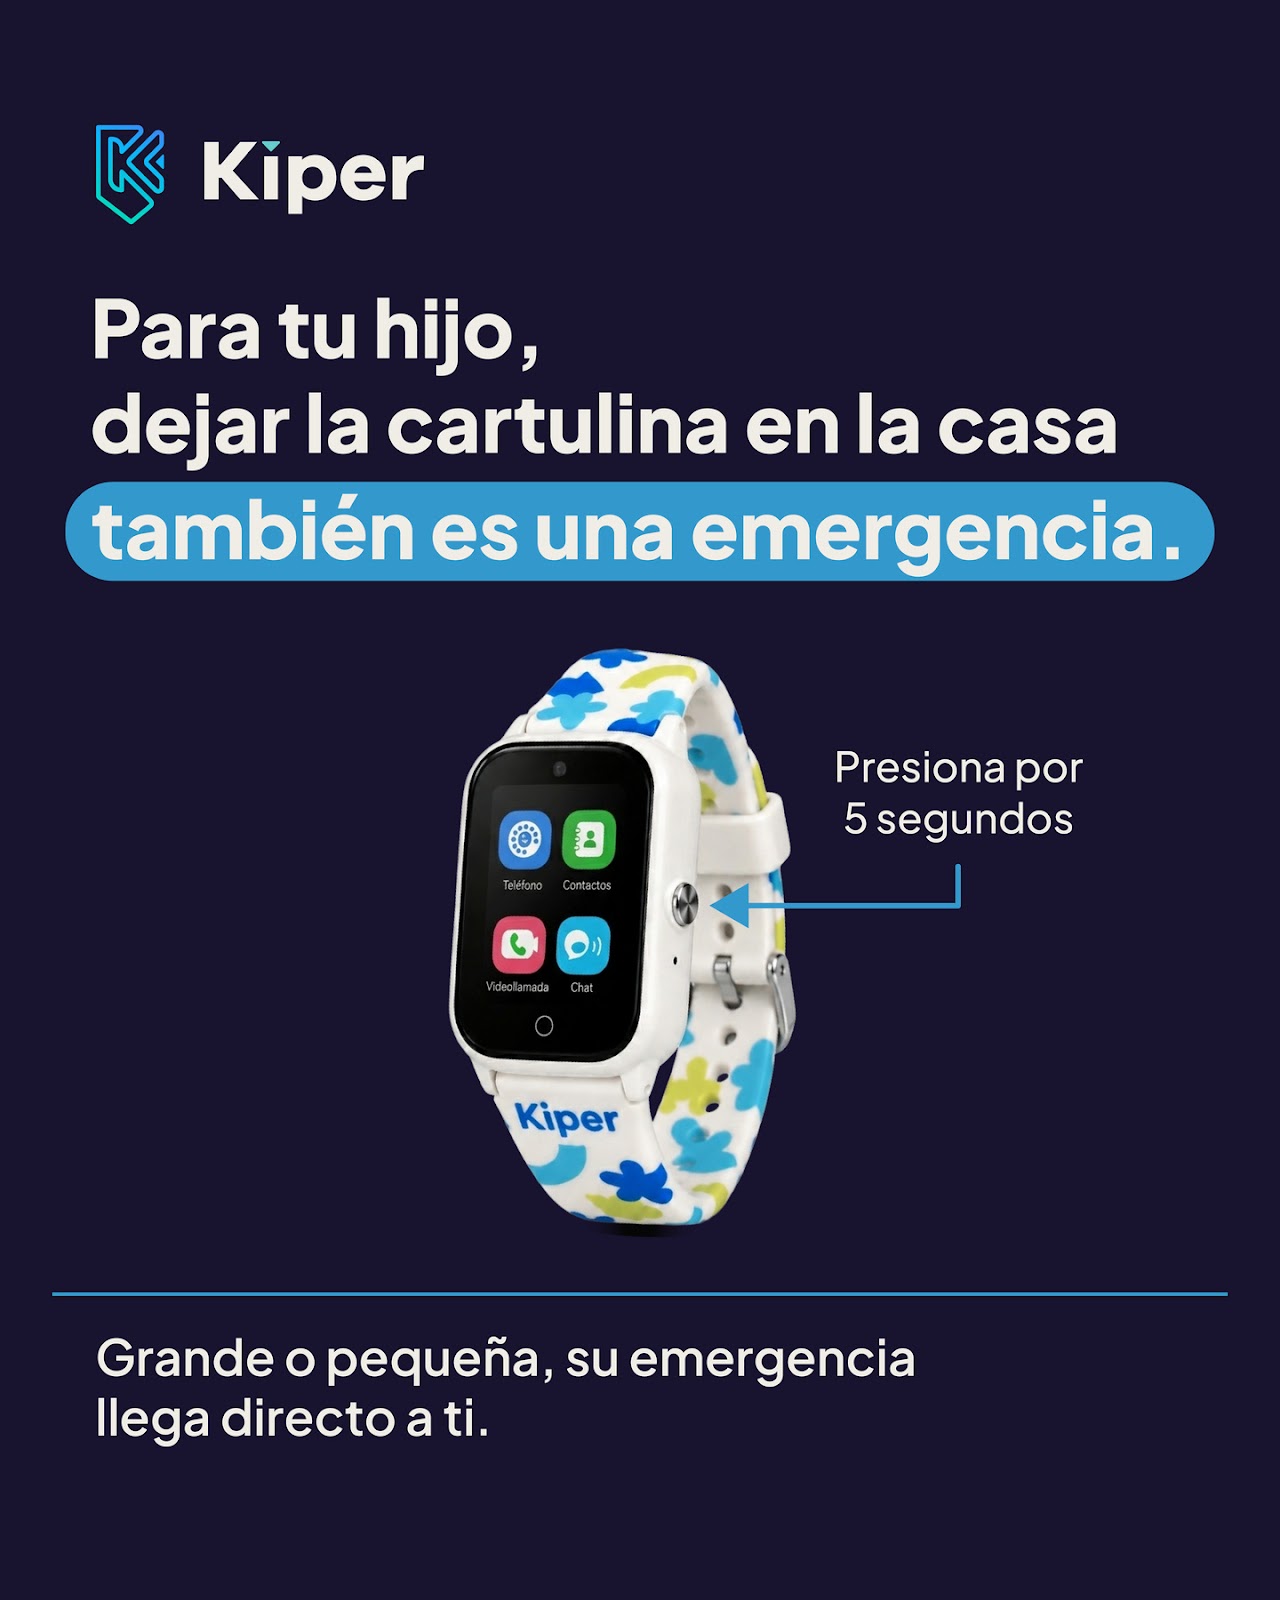 Kiper
Para tu hijo,
dejar la cartulina en la casa
también es una emergencia.
Presiona por
5 segundos
Teléfono Contactos
Videollamada Chat
Kiper
Grande o pequeña, su emergencia
llega directo a ti.